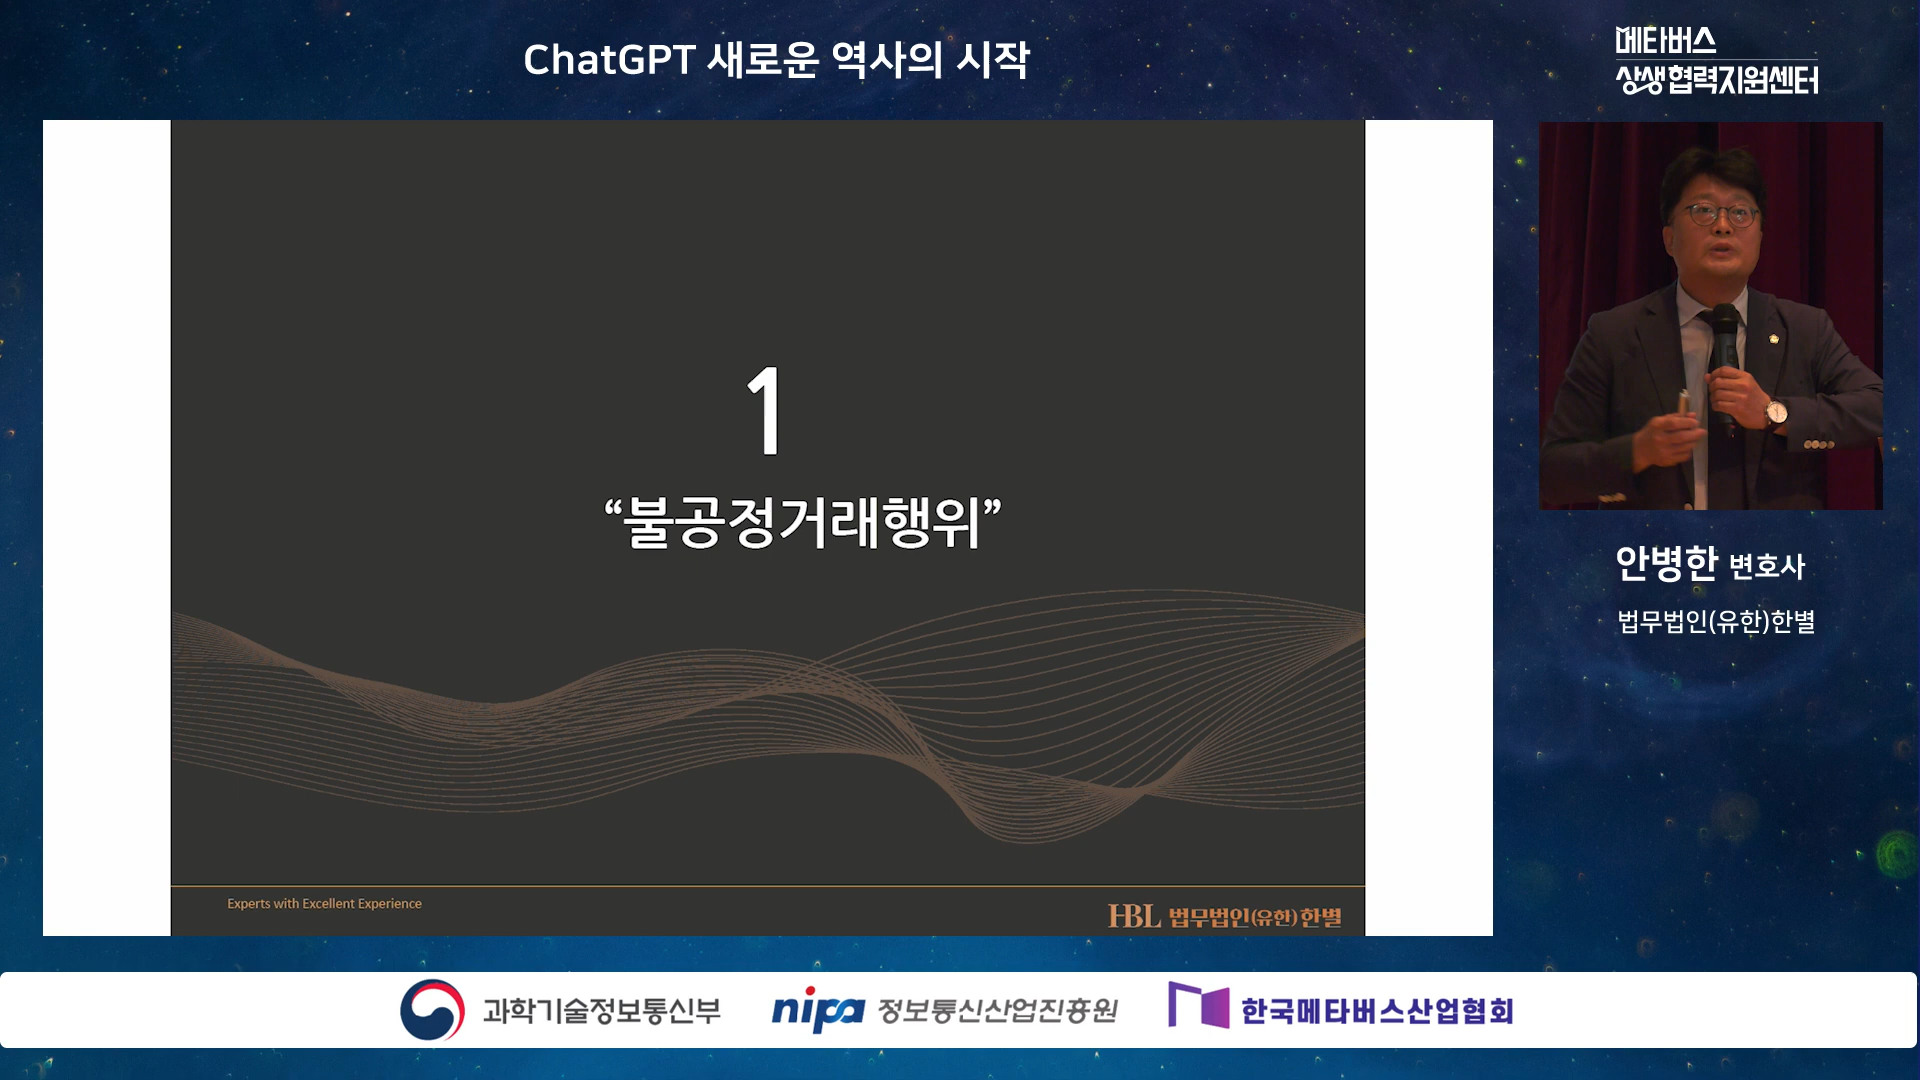 ChatGPT 새로운 역사의 시작
메타버스
상생협력지원센터
1
“불공정거래행위”
Experts with Excellent Experience
HBL 법무법인(유한)한별
안병한 변호사
법무법인(유한)한별
과학기술정보통신부
nipa 정보통신산업진흥원
한국메타버스산업협회